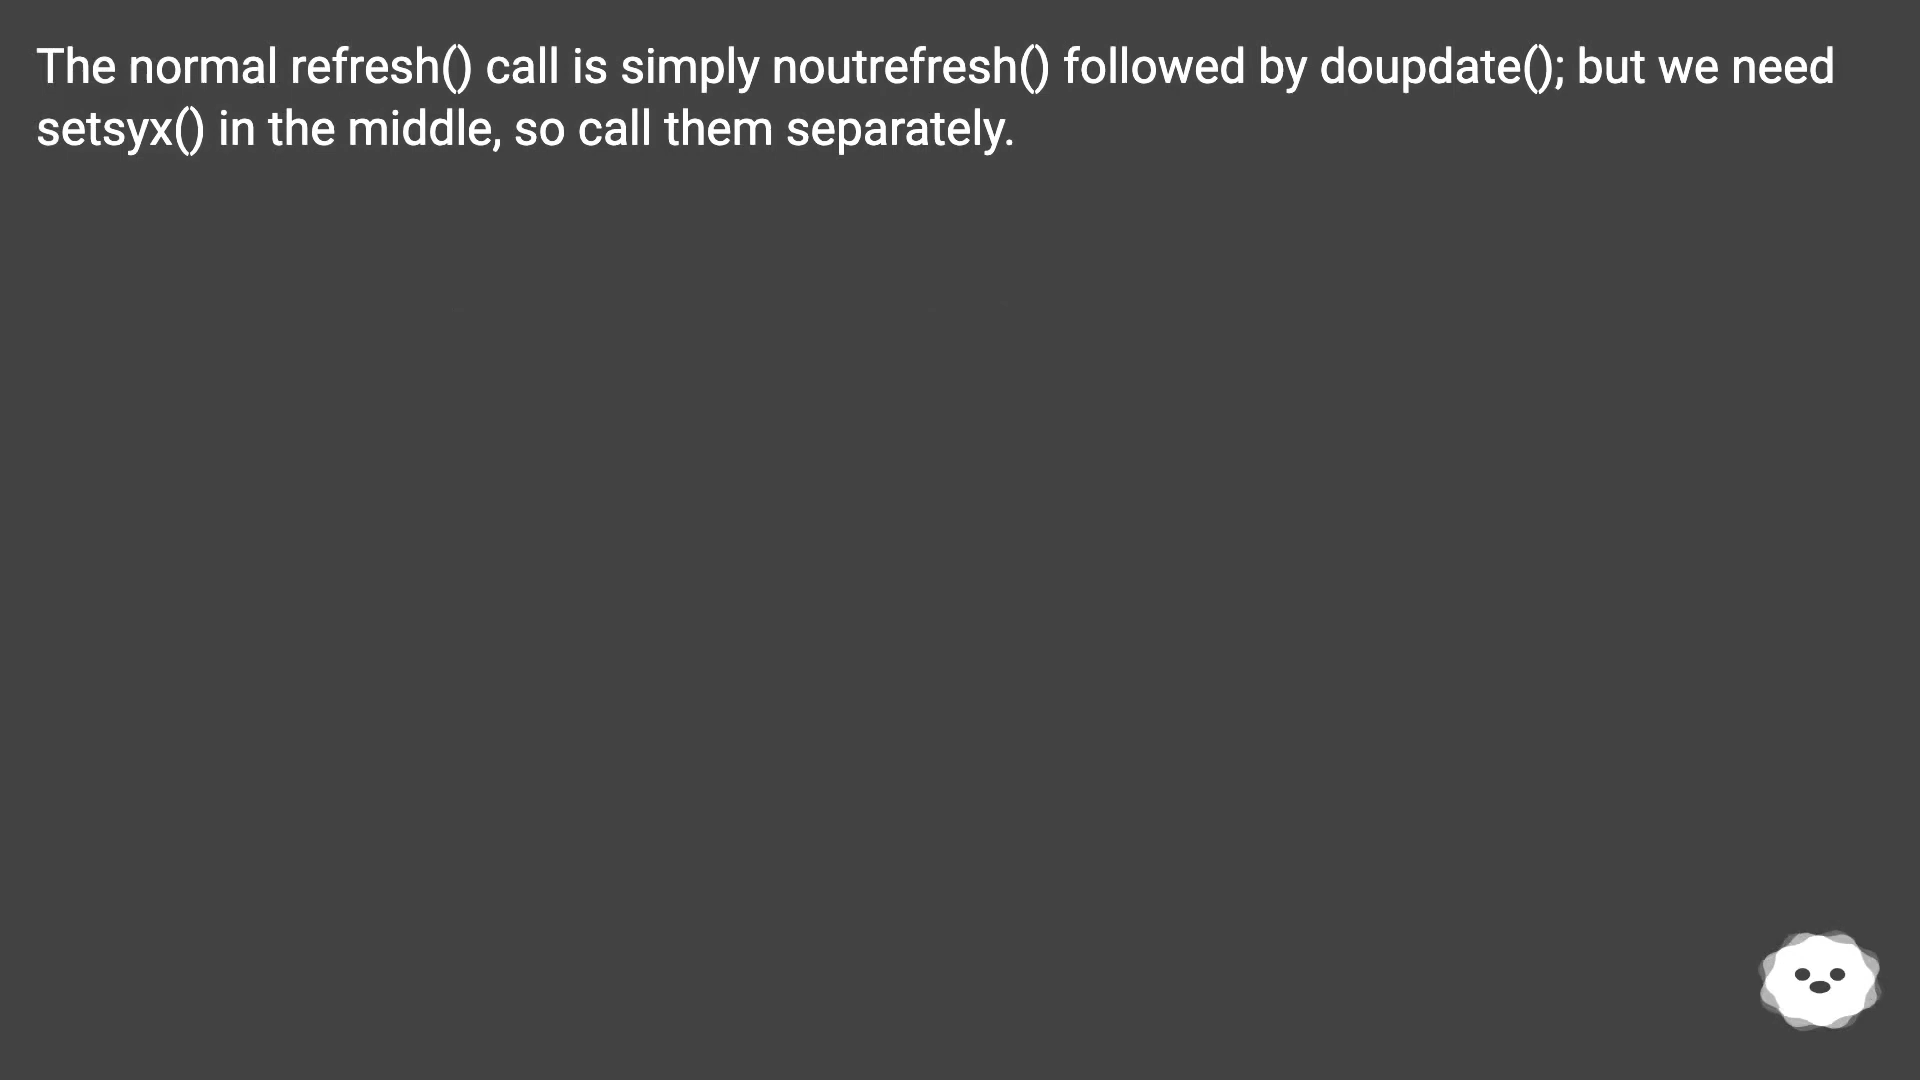 The normal refresh() call is simply noutrefresh() followed by doupdate(); but we need
setsyx() in the middle, so call them separately.